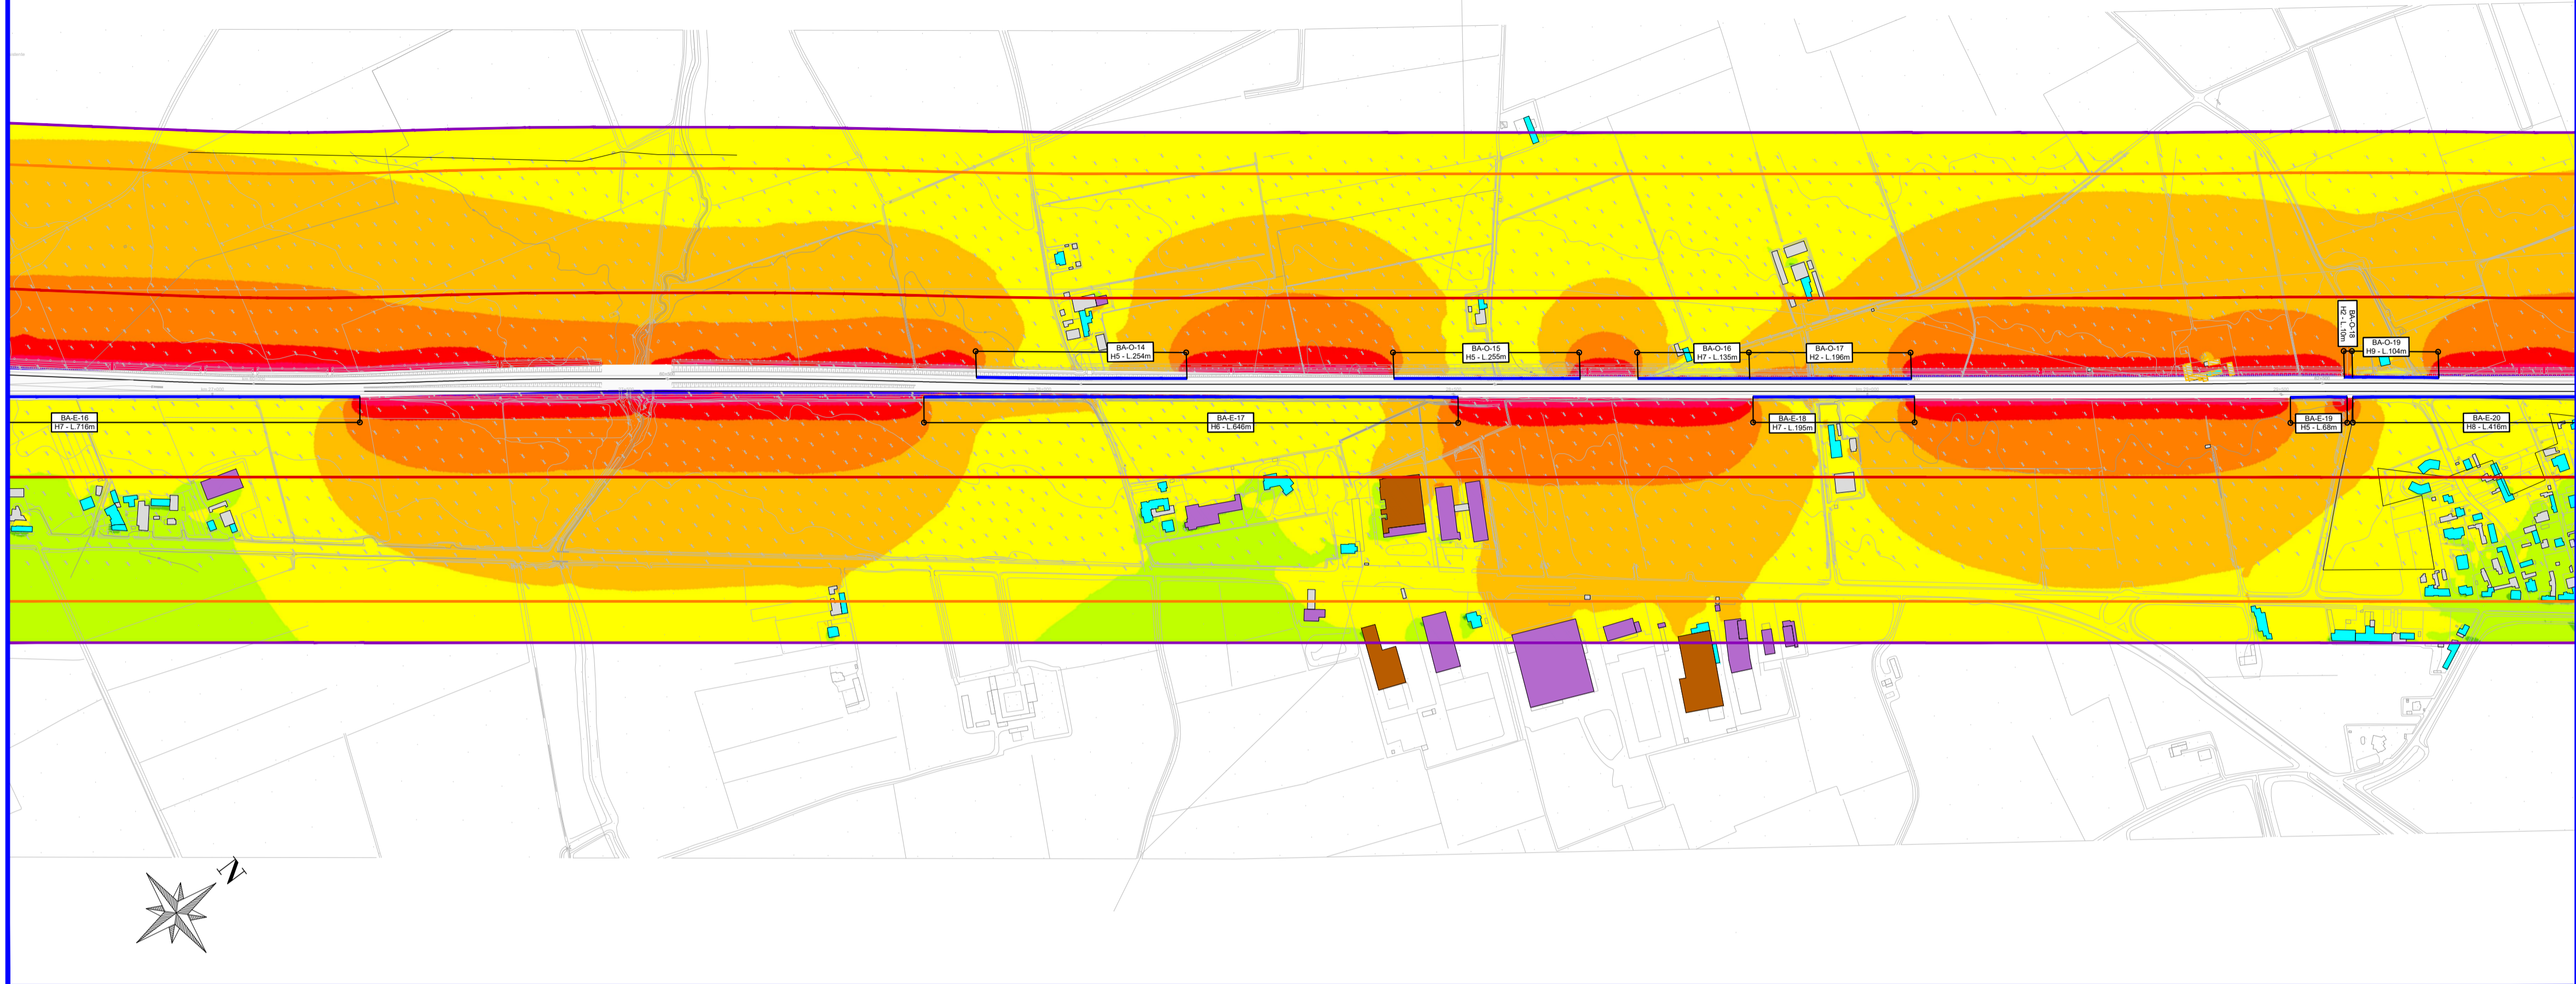 BA-O-14
H5 - L.254m
BA-O-15
H5 - L.255m
BA-O-16
H7 - L.135m
BA-O-17
H2 - L.196m
BA-O-18
H2 - L.10m
BA-O-19
H9 - L.104m
BA-E-16
H7 - L.716m
BA-E-17
H6 - L.646m
BA-E-18
H7 - L.195m
BA-E-19
H5 - L.68m
BA-E-20
H8 - L.416m
N